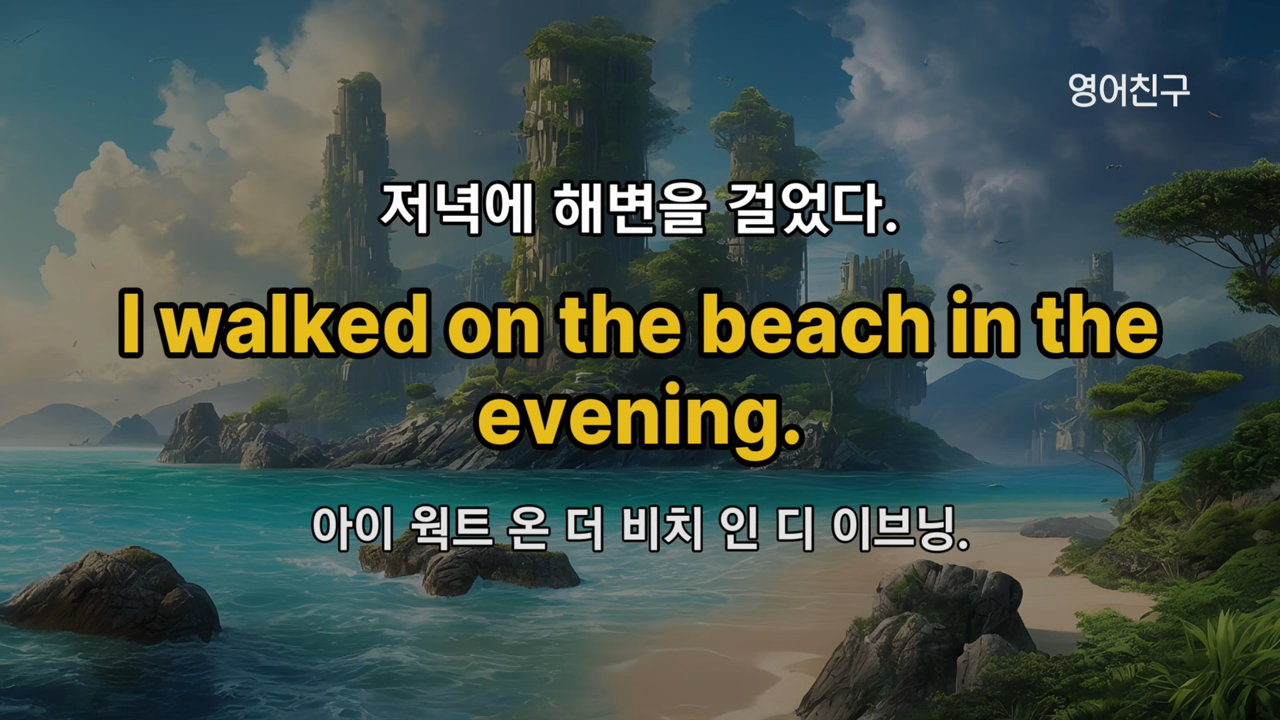 영어친구
저녁에 해변을 걸었다.
I walked on the beach in the
evening.
아이 웍트 온 더 비치 인 디 이브닝.